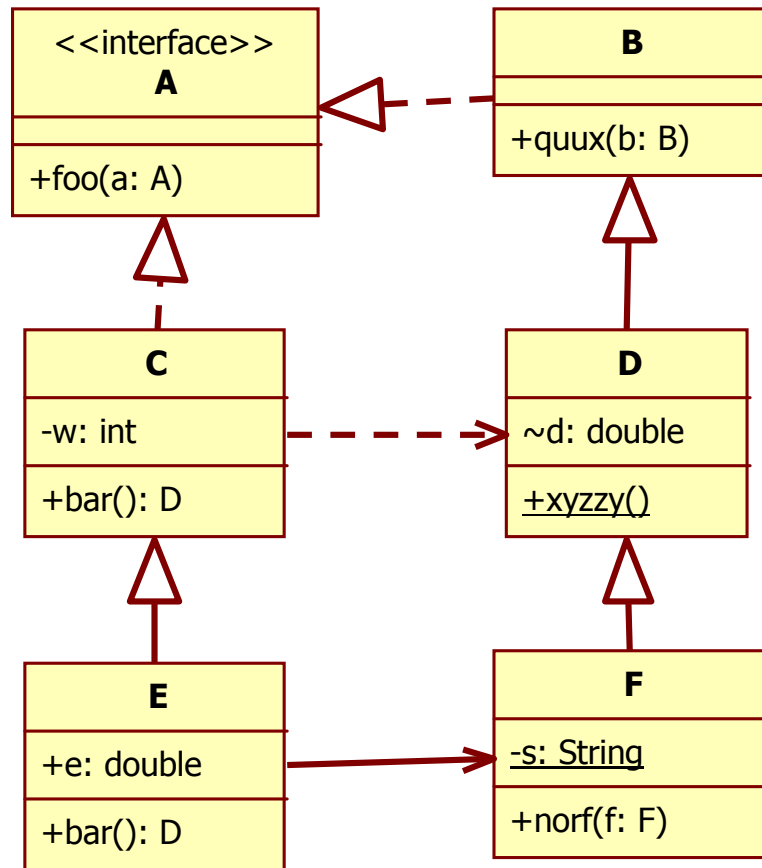 <<interface>>
A
+foo(a: A)
B
+quux(b: B)
C
-w: int
+bar(): D
D
~d: double
+xyzzy()
E
+e: double
+bar(): D
F
-s: String
+norf(f: F)